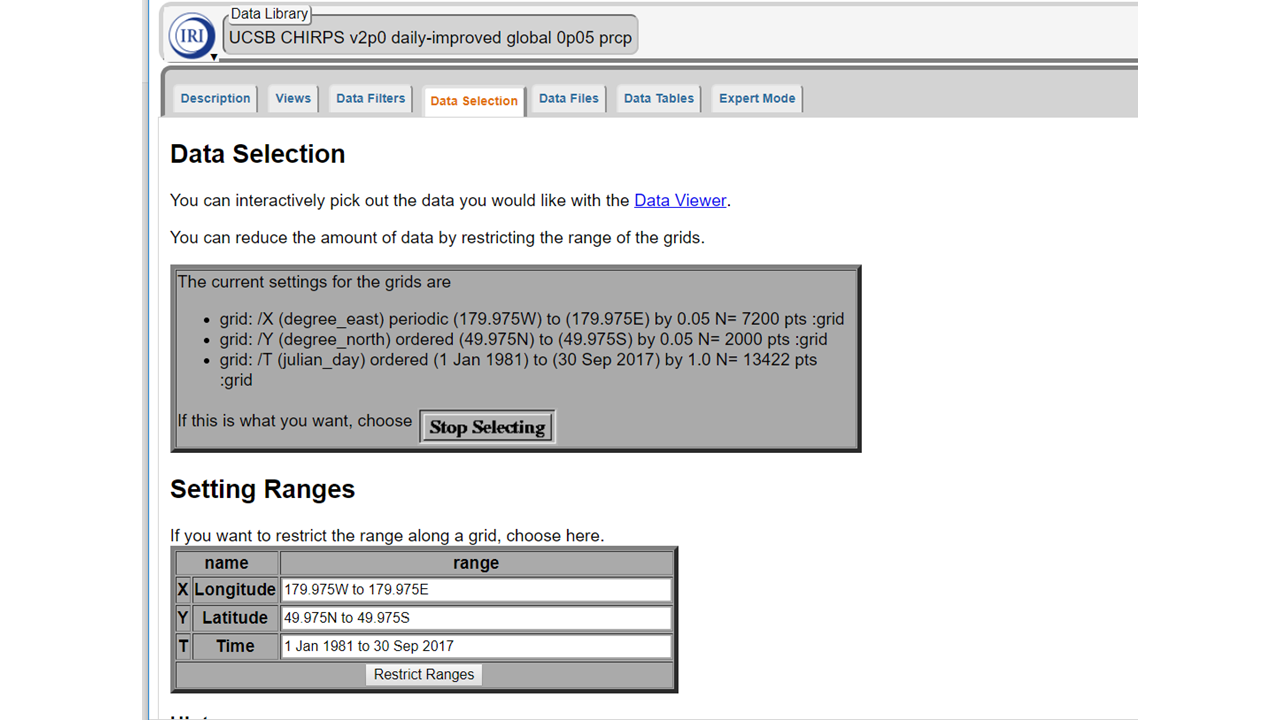 Data Library
IRI
UCSB CHIRPS v2p0 daily-improved global 0p05 prcp
Description Views Data Filters Data Selection Data Files Data Tables Expert Mode
Data Selection
You can interactively pick out the data you would like with the Data Viewer.
You can reduce the amount of data by restricting the range of the grids.
The current settings for the grids are
• grid: /X (degree_east) periodic (179.975W) to (179.975E) by 0.05 N= 7200 pts :grid
• grid: /Y (degree_north) ordered (49.975N) to (49.975S) by 0.05 N= 2000 pts :grid
• grid: /T (julian_day) ordered (1 Jan 1981) to (30 Sep 2017) by 1.0 N= 13422 pts
:grid
If this is what you want, choose Stop Selecting
Setting Ranges
If you want to restrict the range along a grid, choose here.
name range
X Longitude 179.975W to 179.975E
Y Latitude 49.975N to 49.975S
T Time 1 Jan 1981 to 30 Sep 2017
Restrict Ranges